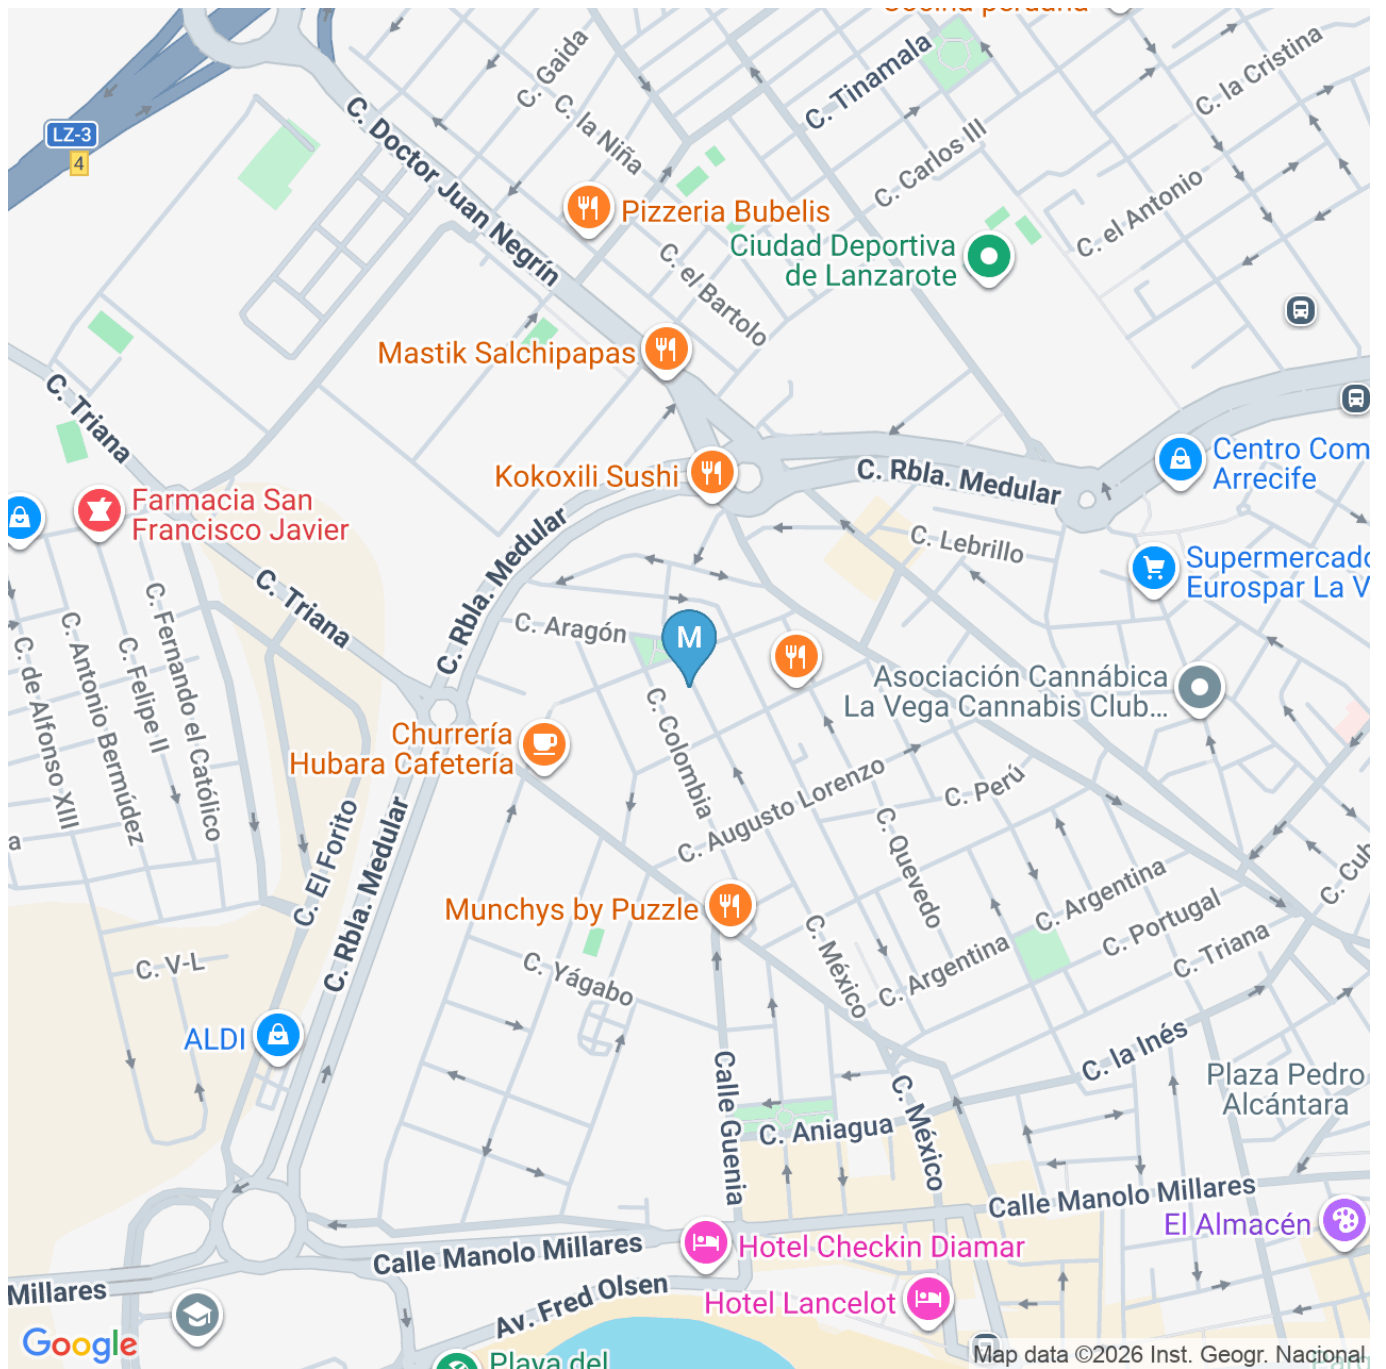 Cocina peruana
C. Gaida
C. Tinamala
C. la Cristina
LZ-3
4
C. la Niña
C. Doctor Juan Negrín
C. Carlos III
C. el Antonio
Pizzeria Bubelis
Ciudad Deportiva
de Lanzarote
C. el Bartolo
Mastik Salchipapas
C. Triana
Kokoxili Sushi
C. Rbla. Medular
Centro Com
Arrecife
Farmacia San
Francisco Javier
C. Rbla. Medular
C. Lebrillo
Supermercado
Eurospar La V
C. Triana
C. Aragón
M
C. Fernando el Católico
C. Felipe II
C. Antonio Bermúdez
C. de Alfonso XIII
Asociación Cannábica
La Vega Cannabis Club...
C. Colombia
Churrería
Hubara Cafetería
C. Augusto Lorenzo
C. Perú
C. Quevedo
a
C. El Forito
C. Rbla. Medular
C. Cub
Munchys by Puzzle
C. México
C. Argentina
C. Argentina
C. Portugal
C. Triana
C. V-L
C. Yágabo
ALDI
Calle Guenia
C. México
C. la Inés
Plaza Pedro
Alcántara
C. Aniagua
Calle Manolo Millares
El Almacén
Calle Manolo Millares
Hotel Checkin Diamar
Millares
Av. Fred Olsen
Hotel Lancelot
Google
Playa del
Map data ©2026 Inst. Geogr. Nacional